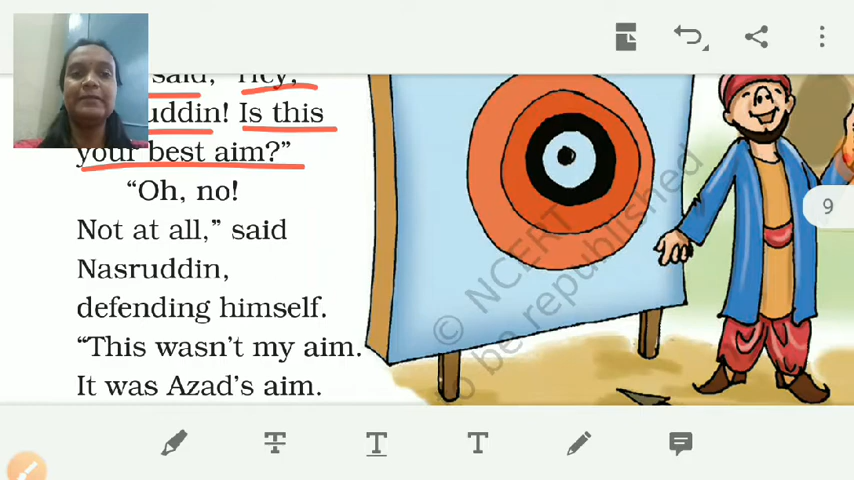 said, "Hey,
uddin! Is this
your best aim?"
"Oh, no!
Not at all," said
Nasruddin,
defending himself.
"This wasn't my aim.
It was Azad's aim.
© NCERT
o be republished
9
T
T
T